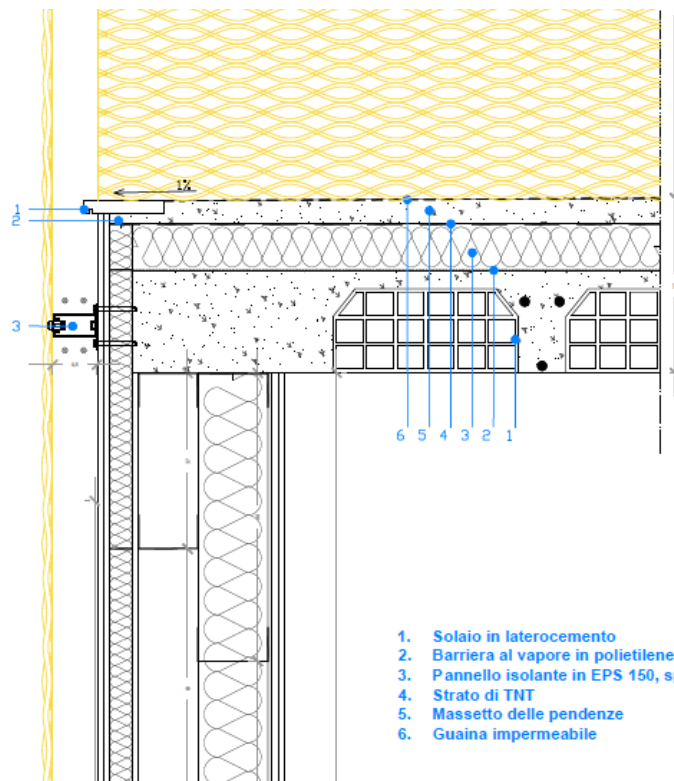 1%
1
2
3
6 5 4 3 2 1
1. Solaio in laterocemento
2. Barriera al vapore in polietilene
3. Pannello isolante in EPS 150, s
4. Strato di TNT
5. Massetto delle pendenze
6. Guaina impermeabile